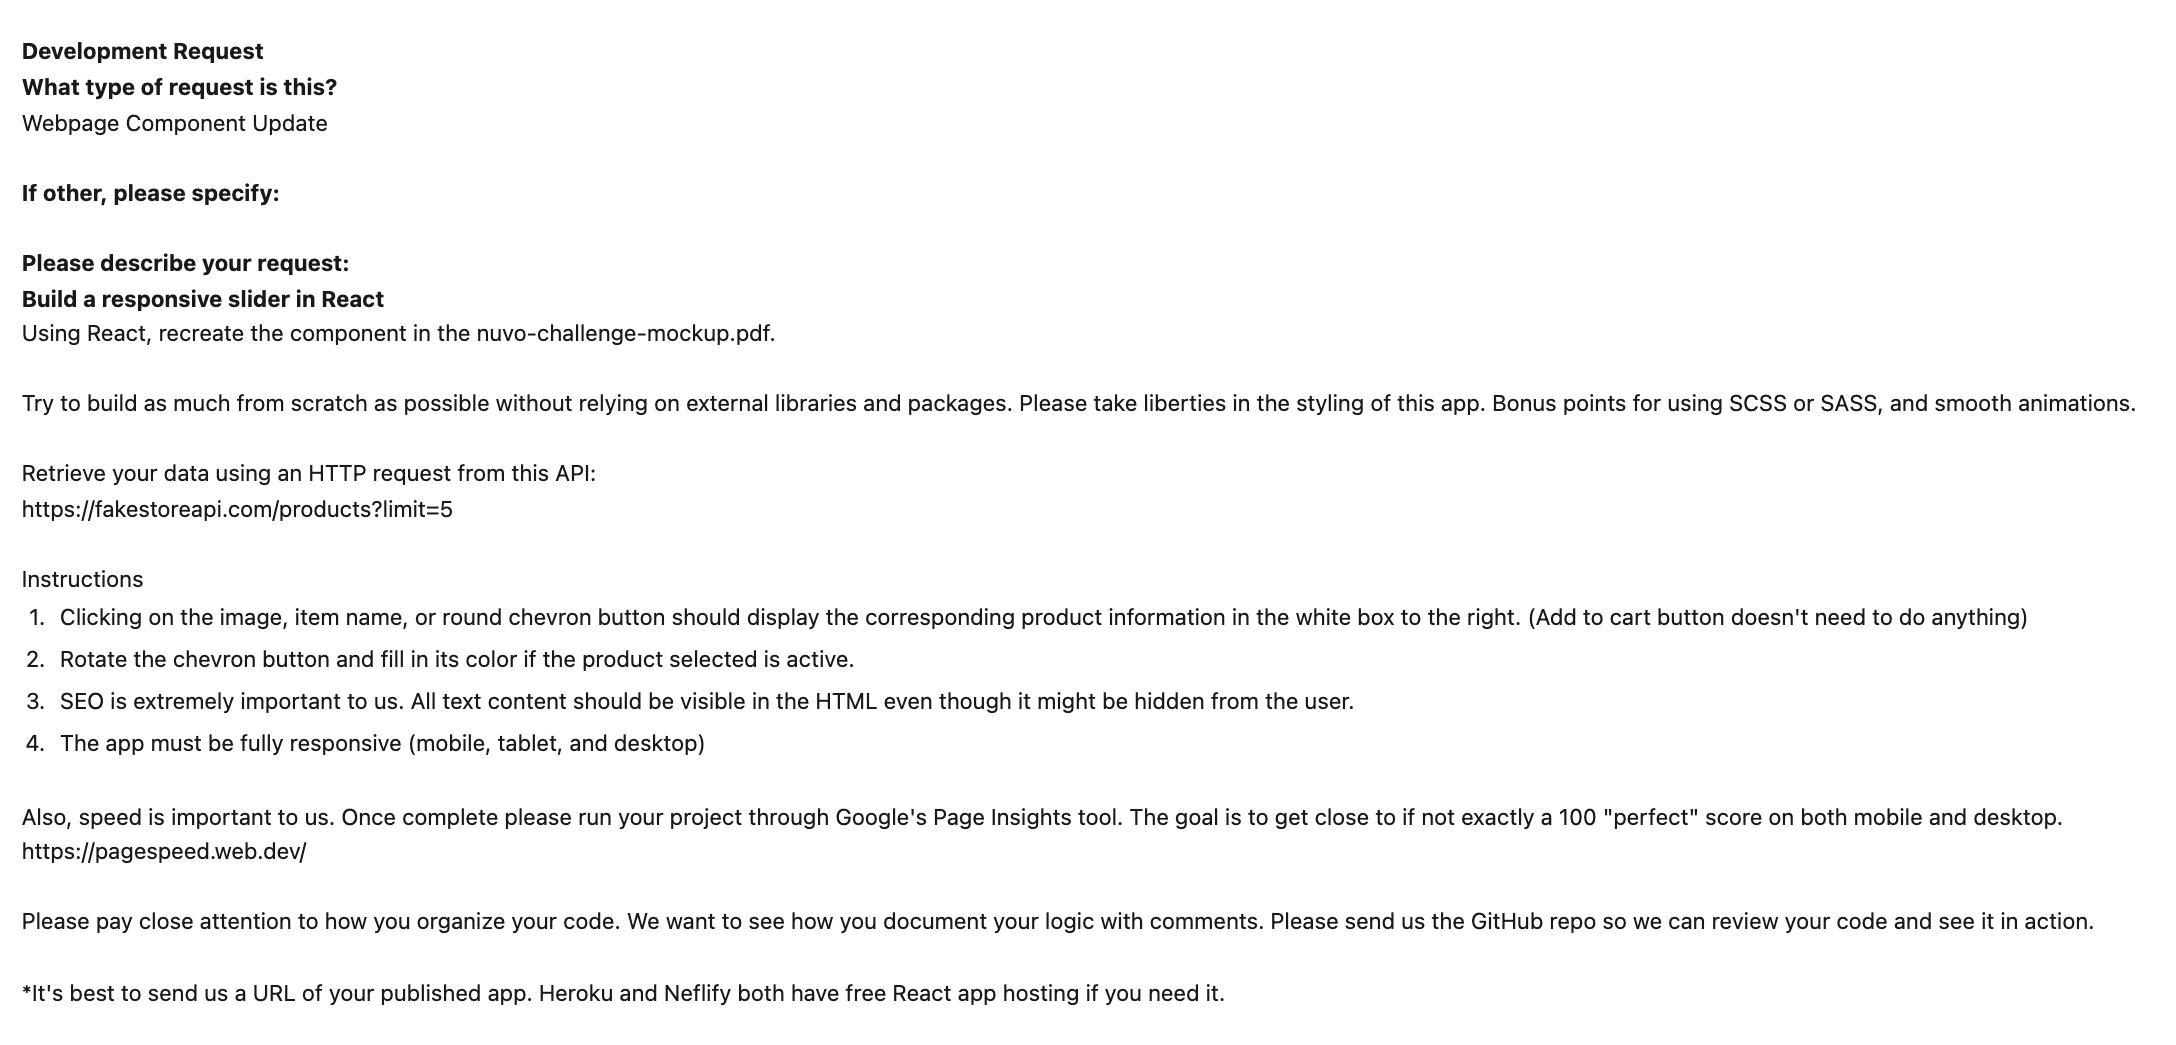 Development Request
What type of request is this?
Webpage Component Update
If other, please specify:
Please describe your request:
Build a responsive slider in React
Using React, recreate the component in the nuvo-challenge-mockup.pdf.
Try to build as much from scratch as possible without relying on external libraries and packages. Please take liberties in the styling of this app. Bonus points for using SCSS or SASS, and smooth animations.
Retrieve your data using an HTTP request from this API:
https://fakestoreapi.com/products?limit=5
Instructions
1. Clicking on the image, item name, or round chevron button should display the corresponding product information in the white box to the right. (Add to cart button doesn't need to do anything)
2. Rotate the chevron button and fill in its color if the product selected is active.
3. SEO is extremely important to us. All text content should be visible in the HTML even though it might be hidden from the user.
4. The app must be fully responsive (mobile, tablet, and desktop)
Also, speed is important to us. Once complete please run your project through Google's Page Insights tool. The goal is to get close to if not exactly a 100 "perfect" score on both mobile and desktop.
https://pagespeed.web.dev/
Please pay close attention to how you organize your code. We want to see how you document your logic with comments. Please send us the GitHub repo so we can review your code and see it in action.
*It's best to send us a URL of your published app. Heroku and Neflify both have free React app hosting if you need it.